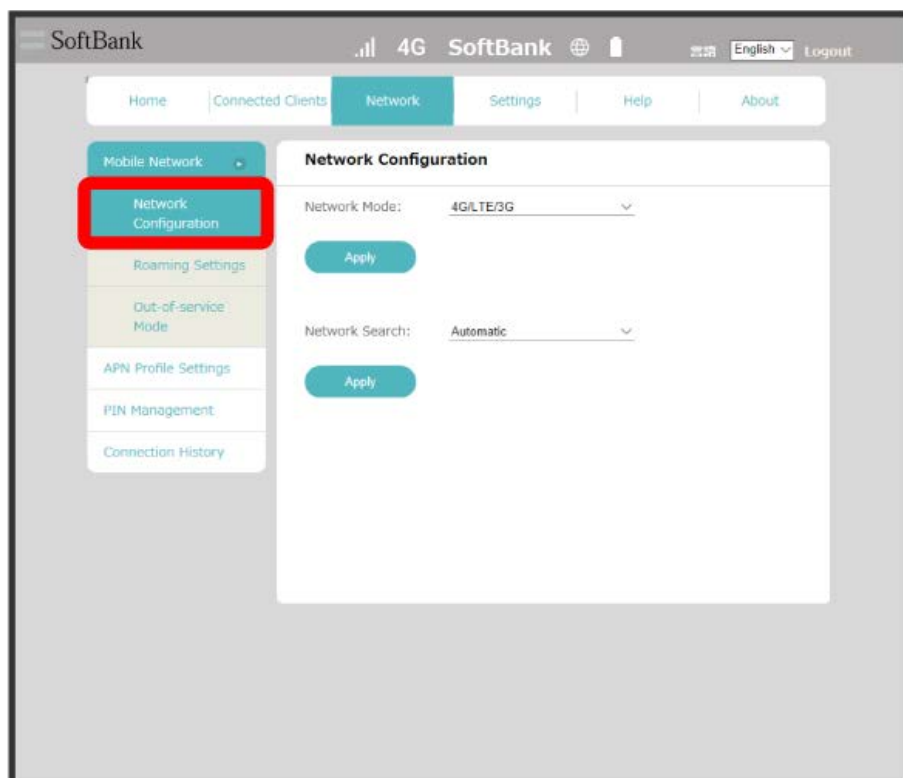 SoftBank
4G SoftBank
言語 English Logout
Home Connected Clients Network Settings Help About
Mobile Network
Network
Configuration
Roaming Settings
Out-of-service
Mode
APN Profile Settings
PIN Management
Connection History
Network Configuration
Network Mode: 4G/LTE/3G
Apply
Network Search: Automatic
Apply